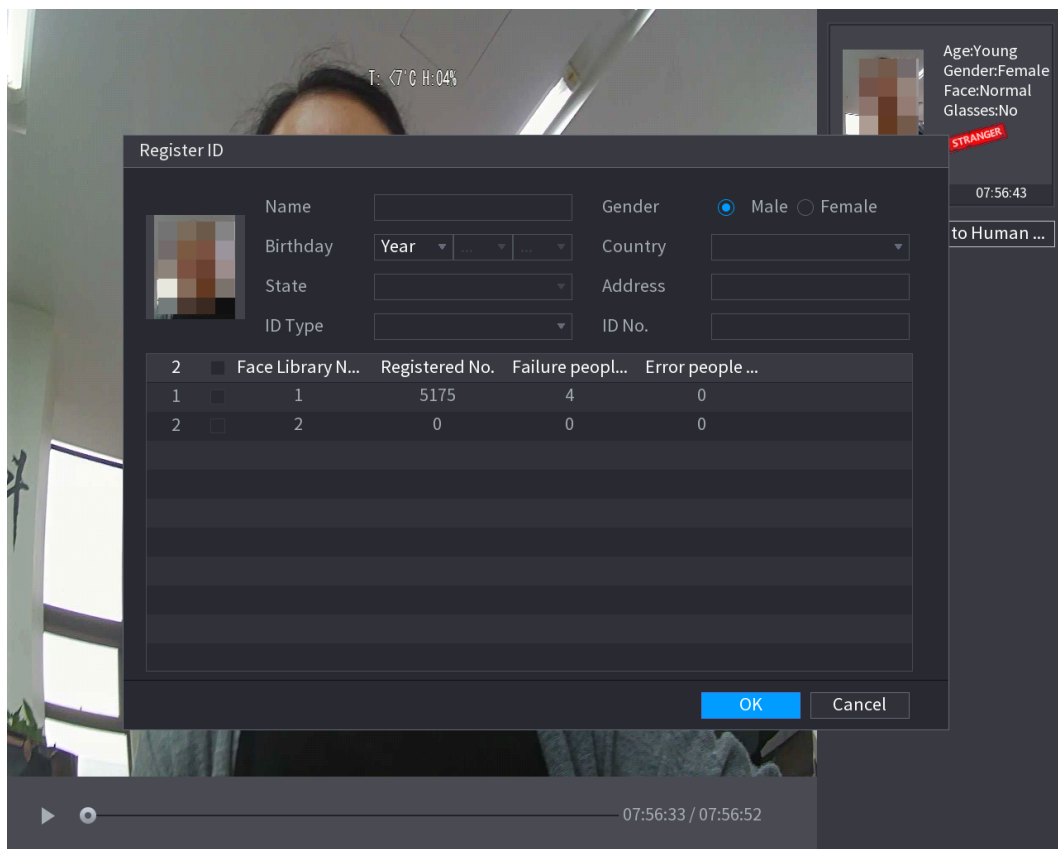 T: <7°C H:04%
Age:Young
Gender:Female
Face:Normal
Glasses:No
STRANGER
07:56:43
to Human ...
Register ID
Name
Gender Male Female
Birthday Year ... ... Country
State Address
ID Type ID No.
2 Face Library N... Registered No. Failure peopl... Error people ...
1 1 5175 4 0
2 2 0 0 0
OK Cancel
07:56:33 / 07:56:52